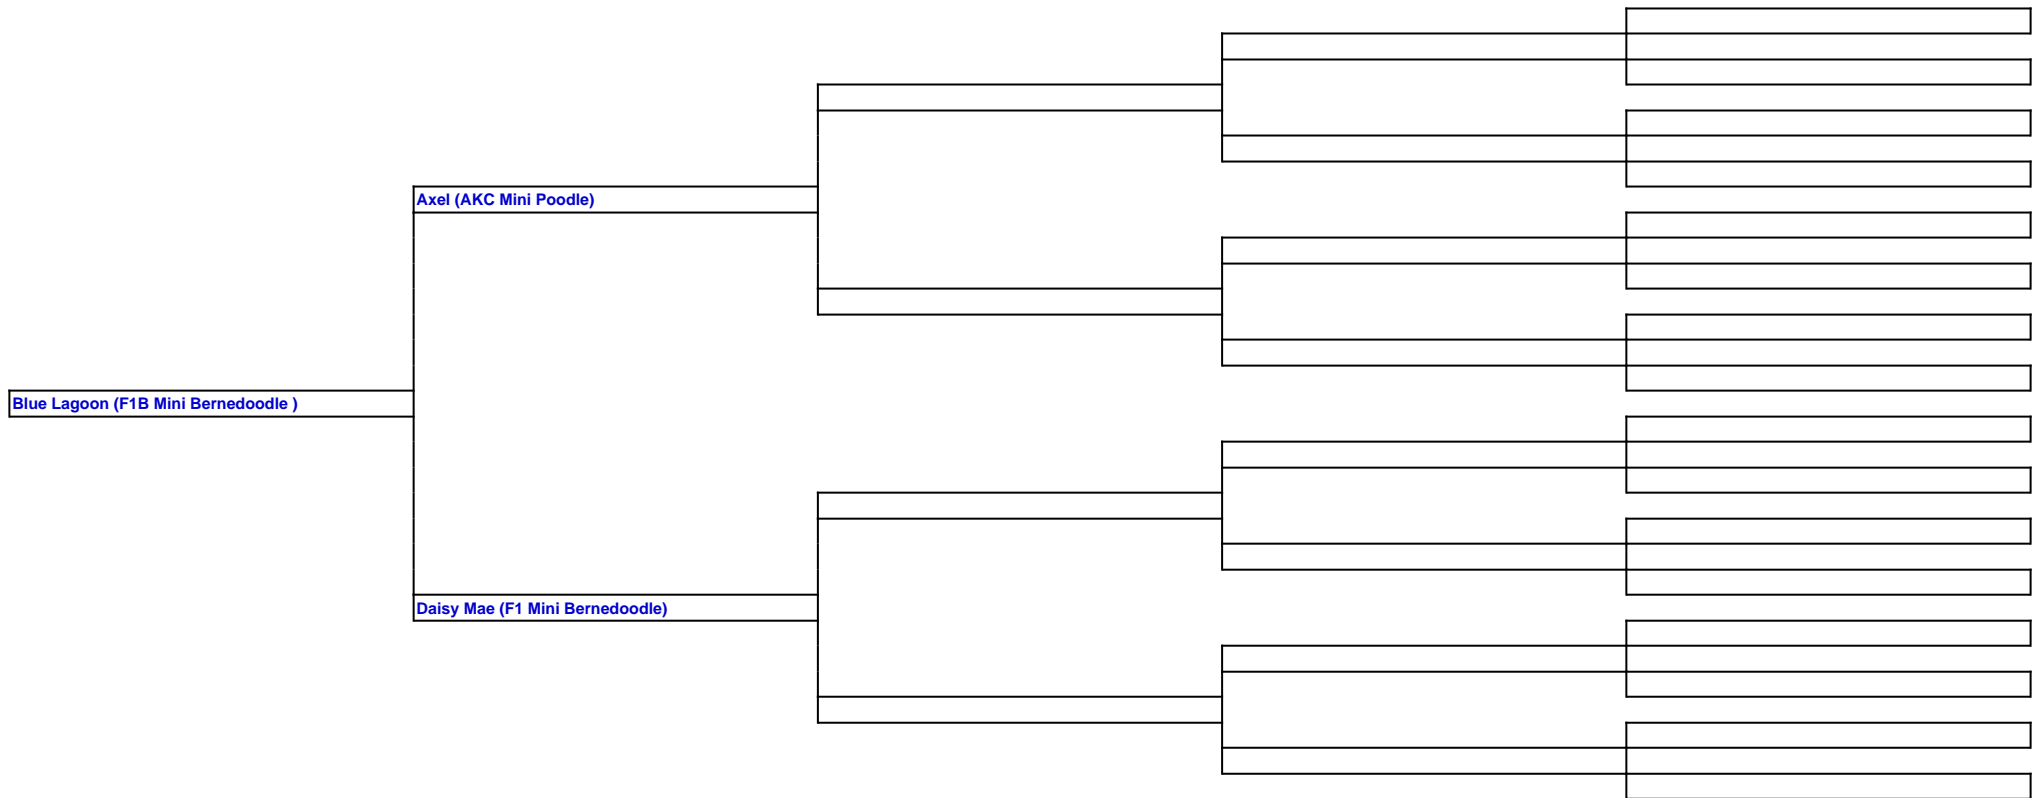 Axel (AKC Mini Poodle)
Blue Lagoon (F1B Mini Bernedoodle )
Daisy Mae (F1 Mini Bernedoodle)